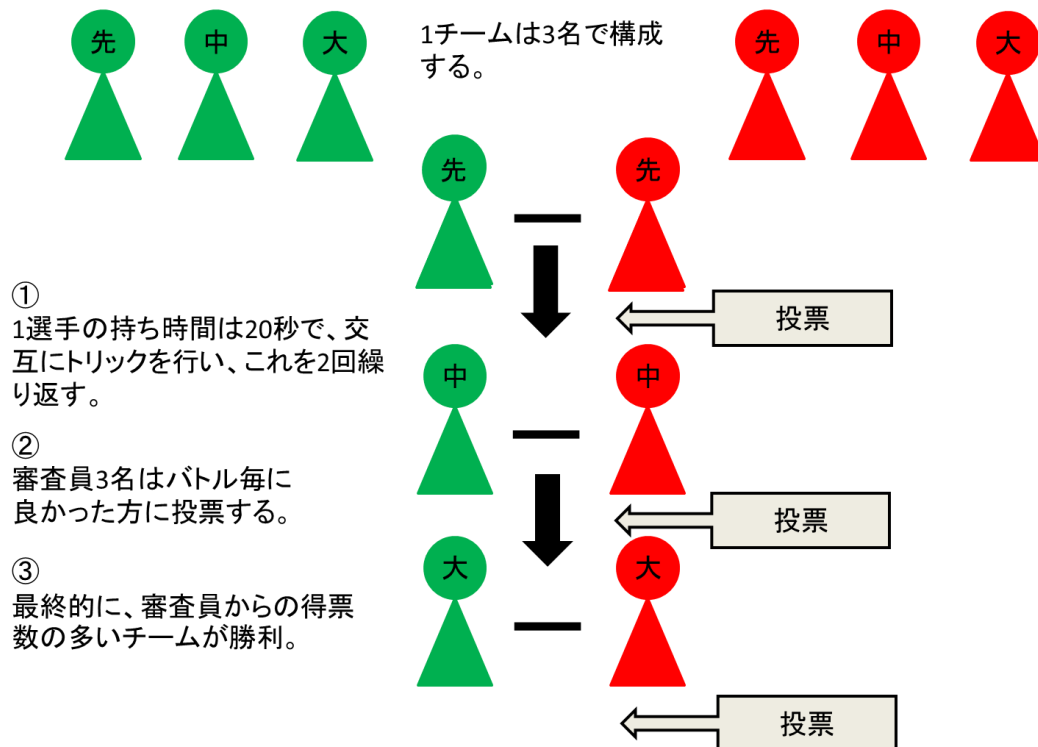 先 中 大
1チームは3名で構成
する。
先 中 大
先 先
投票
①
1選手の持ち時間は20秒で、交
互にトリックを行い、これを2回繰
り返す。
中 中
②
審査員3名はバトル毎に
良かった方に投票する。
投票
③
最終的に、審査員からの得票
数の多いチームが勝利。
大 大
投票